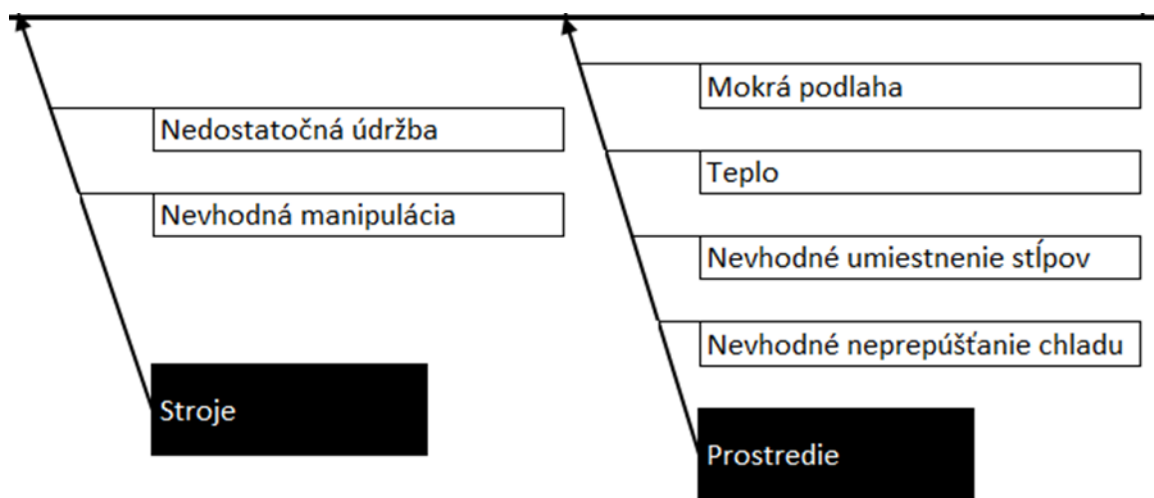 Nedostatočná údržba
Nevhodná manipulácia
Stroje
Mokrá podlaha
Teplo
Nevhodné umiestnenie stĺpov
Nevhodné neprepúšťanie chladu
Prostredie